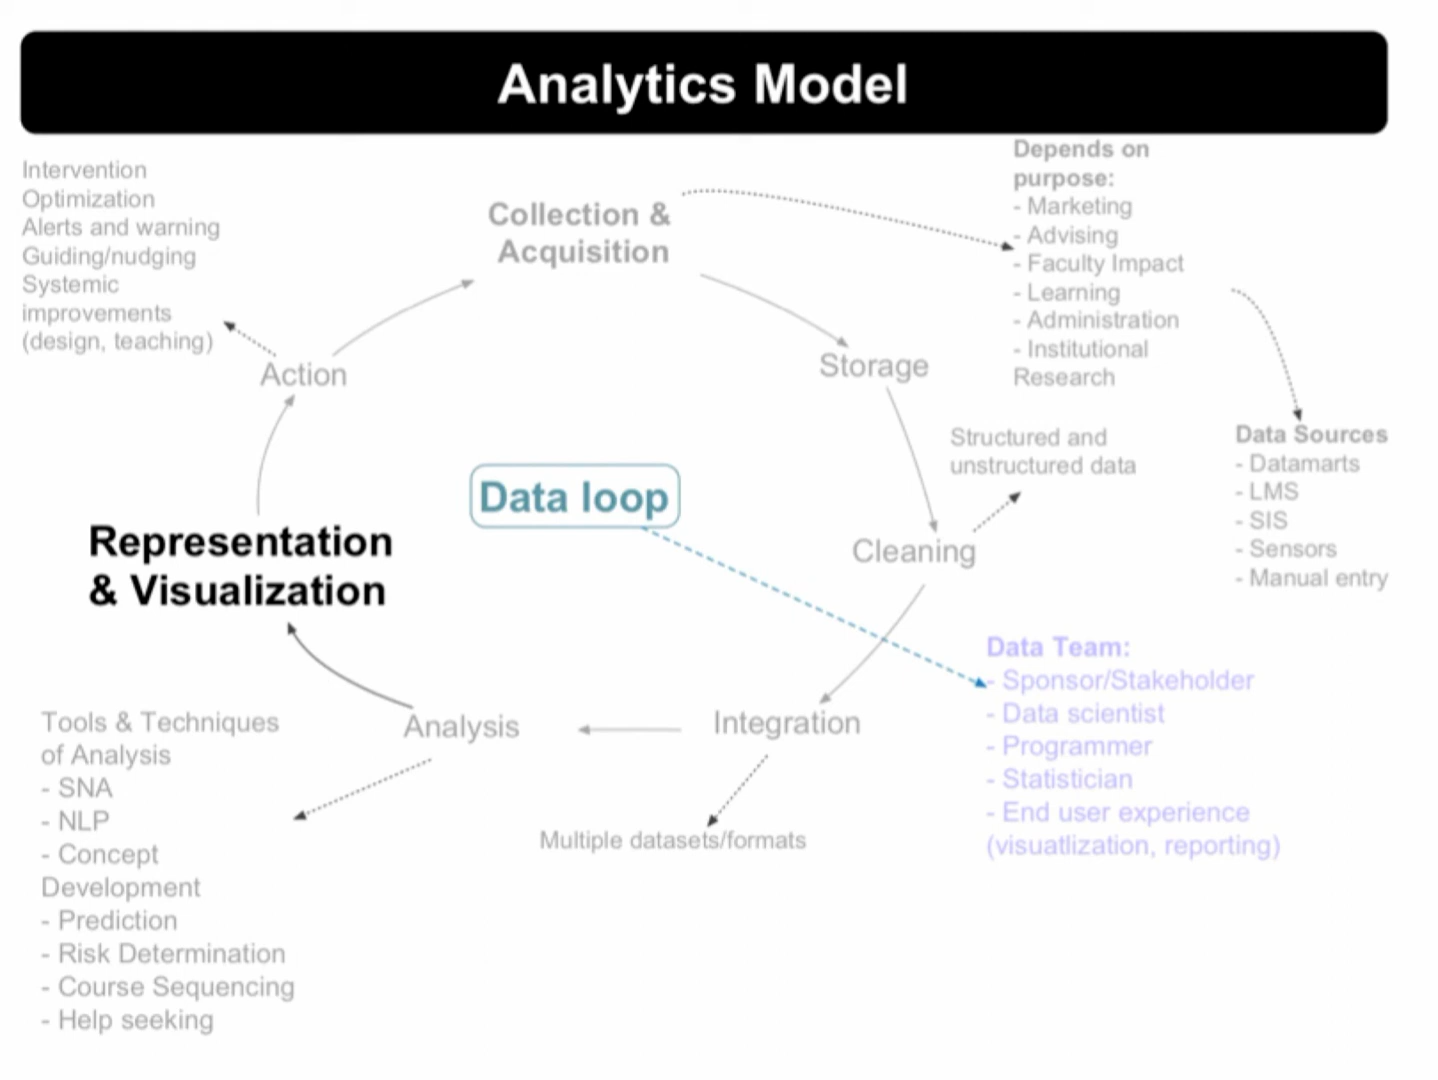 Analytics Model
Intervention
Optimization
Alerts and warning
Guiding/nudging
Systemic
improvements
(design, teaching)
Collection &
Acquisition
Depends on
purpose:
- Marketing
- Advising
- Faculty Impact
- Learning
- Administration
- Institutional
Research
Action
Storage
Structured and
unstructured data
Data Sources
- Datamarts
- LMS
- SIS
- Sensors
- Manual entry
Data loop
Representation
& Visualization
Cleaning
Data Team:
- Sponsor/Stakeholder
- Data scientist
- Programmer
- Statistician
- End user experience
(visuatlization, reporting)
Analysis
Integration
Multiple datasets/formats
Tools & Techniques
of Analysis
- SNA
- NLP
- Concept
Development
- Prediction
- Risk Determination
- Course Sequencing
- Help seeking